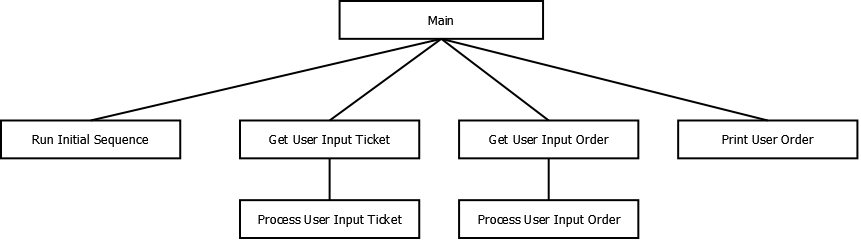 Main
Run Initial Sequence
Get User Input Ticket
Get User Input Order
Print User Order
Process User Input Ticket
Process User Input Order